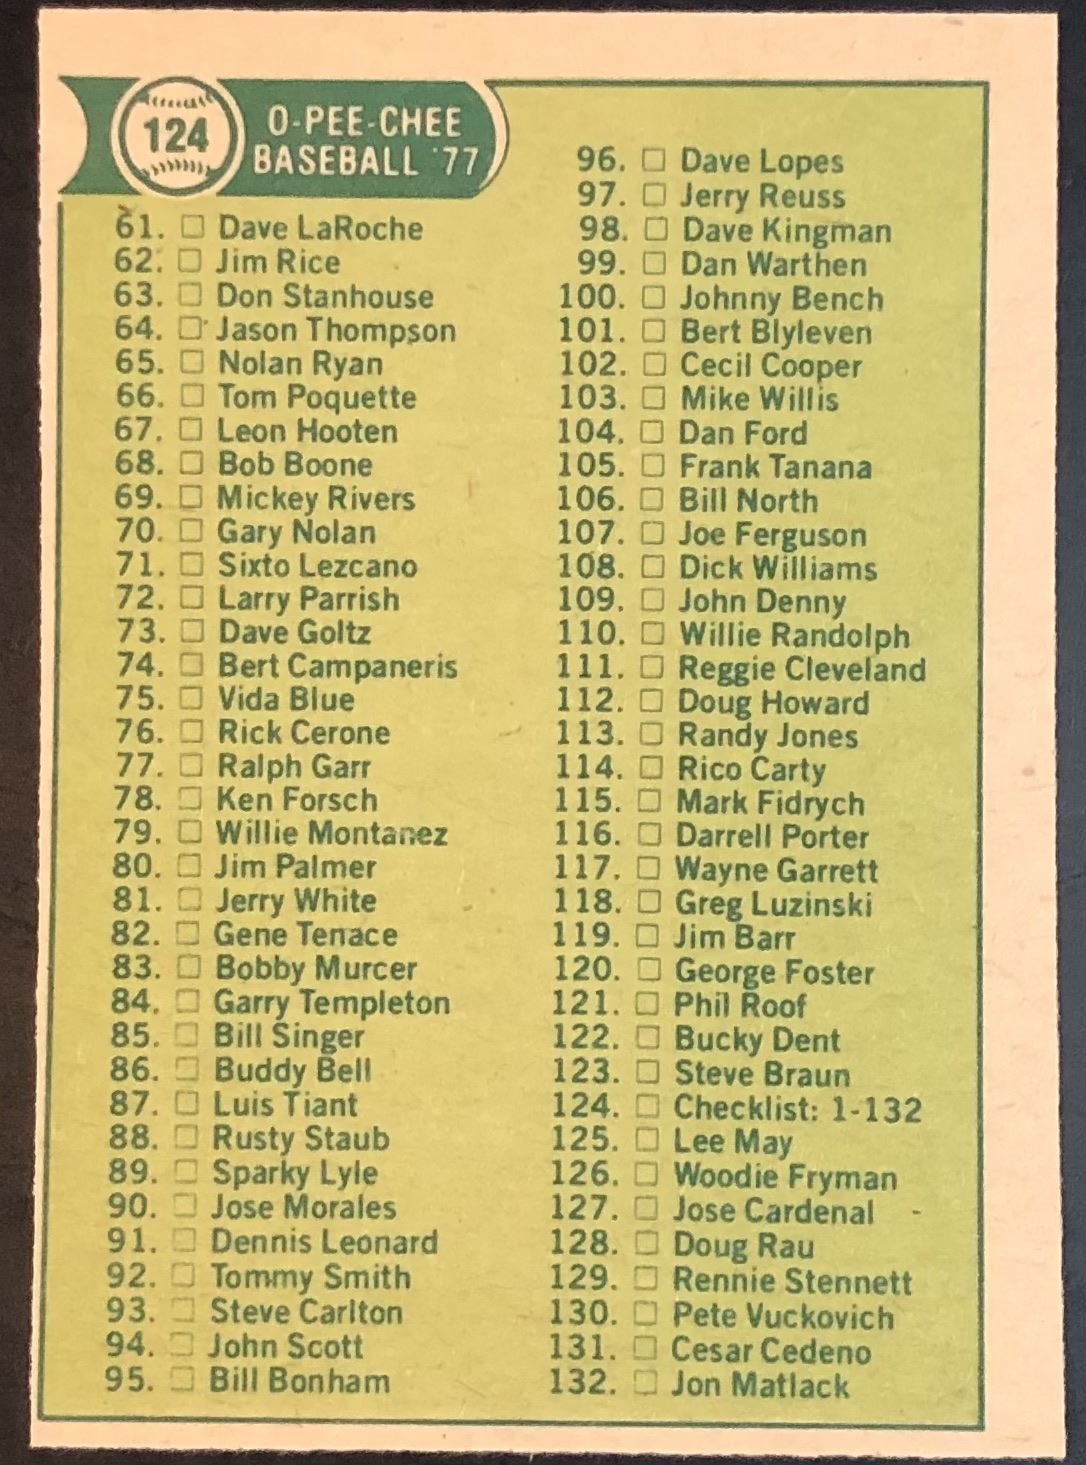 124
O-PEE-CHEE
BASEBALL '77
61. Dave LaRoche
62. Jim Rice
63. Don Stanhouse
64. Jason Thompson
65. Nolan Ryan
66. Tom Poquette
67. Leon Hooten
68. Bob Boone
69. Mickey Rivers
70. Gary Nolan
71. Sixto Lezcano
72. Larry Parrish
73. Dave Goltz
74. Bert Campaneris
75. Vida Blue
76. Rick Cerone
77. Ralph Garr
78. Ken Forsch
79. Willie Montanez
80. Jim Palmer
81. Jerry White
82. Gene Tenace
83. Bobby Murcer
84. Garry Templeton
85. Bill Singer
86. Buddy Bell
87. Luis Tiant
88. Rusty Staub
89. Sparky Lyle
90. Jose Morales
91. Dennis Leonard
92. Tommy Smith
93. Steve Carlton
94. John Scott
95. Bill Bonham
96. Dave Lopes
97. Jerry Reuss
98. Dave Kingman
99. Dan Warthen
100. Johnny Bench
101. Bert Blyleven
102. Cecil Cooper
103. Mike Willis
104. Dan Ford
105. Frank Tanana
106. Bill North
107. Joe Ferguson
108. Dick Williams
109. John Denny
110. Willie Randolph
111. Reggie Cleveland
112. Doug Howard
113. Randy Jones
114. Rico Carty
115. Mark Fidrych
116. Darrell Porter
117. Wayne Garrett
118. Greg Luzinski
119. Jim Barr
120. George Foster
121. Phil Roof
122. Bucky Dent
123. Steve Braun
124. Checklist: 1-132
125. Lee May
126. Woodie Fryman
127. Jose Cardenal
128. Doug Rau
129. Rennie Stennett
130. Pete Vuckovich
131. Cesar Cedeno
132. Jon Matlack